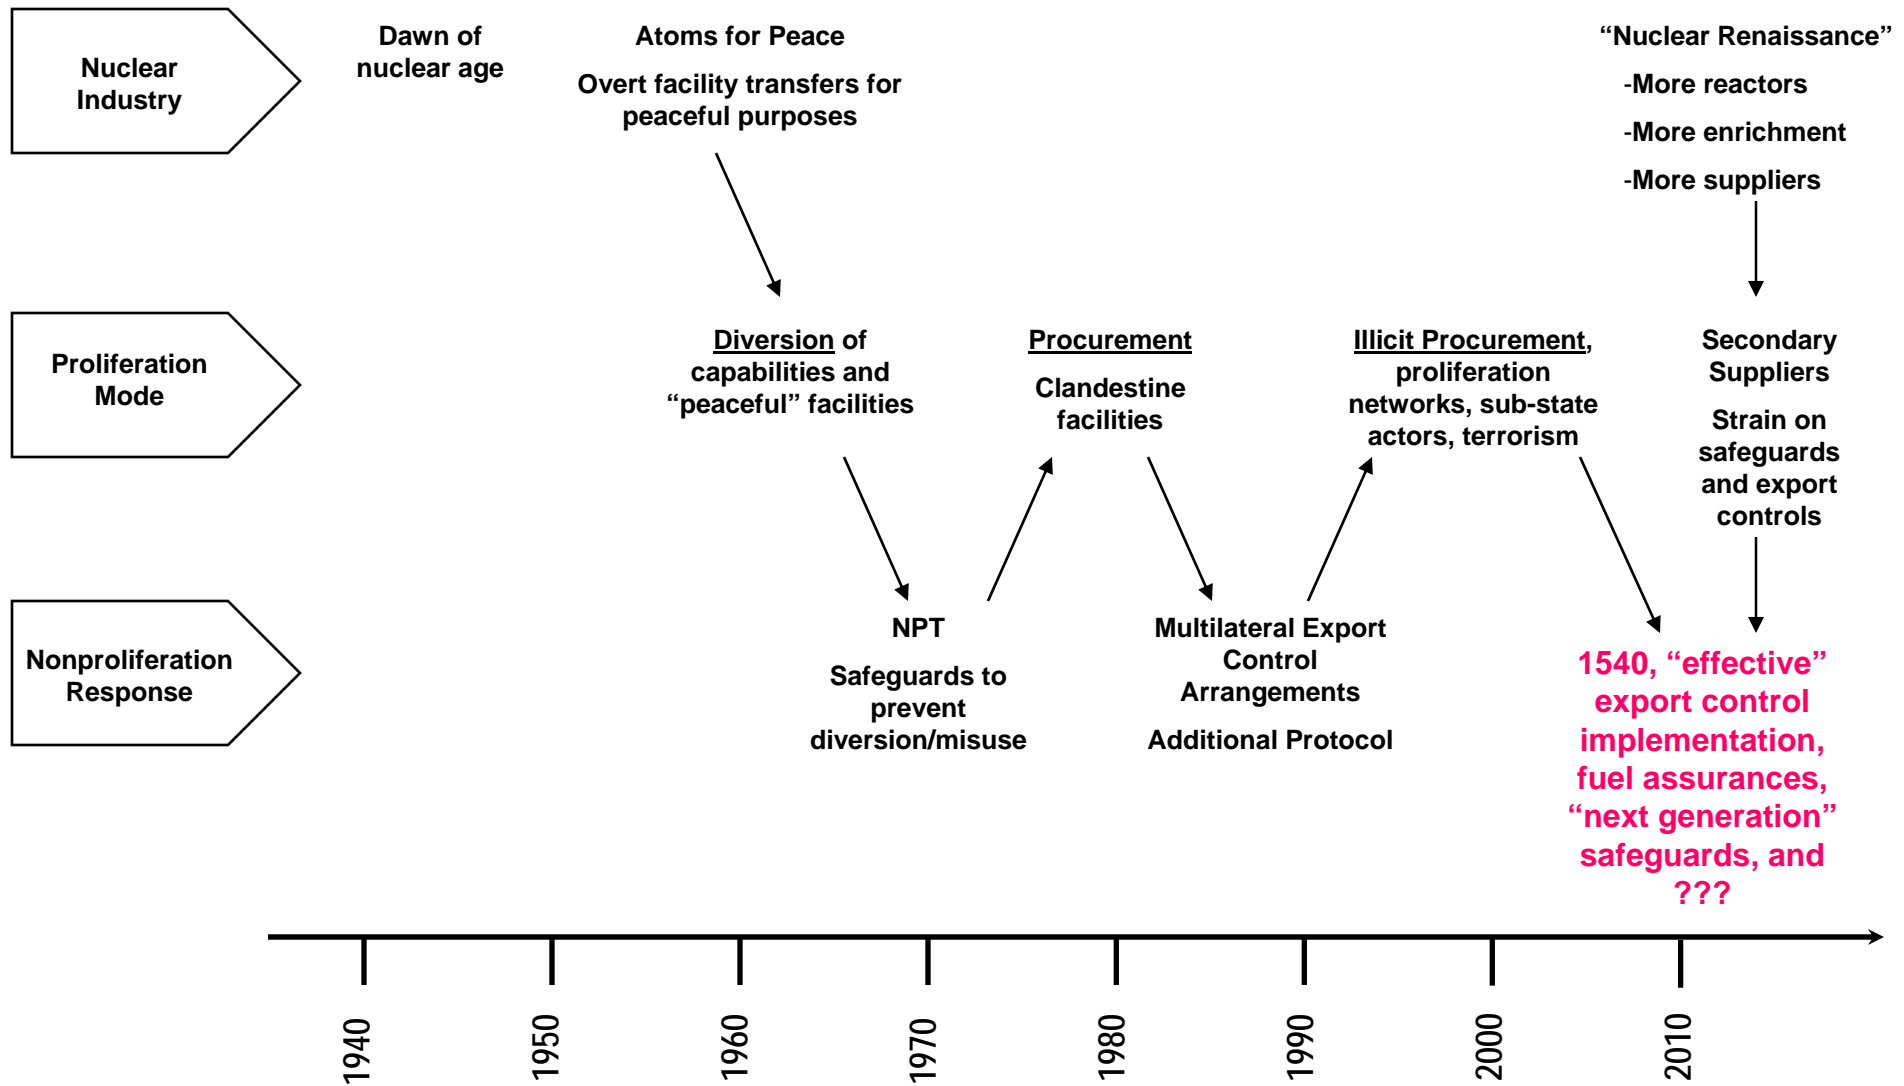 Nuclear
Industry
Dawn of
nuclear age
Atoms for Peace
Overt facility transfers for
peaceful purposes
“Nuclear Renaissance”
-More reactors
-More enrichment
-More suppliers
Proliferation
Mode
Diversion of
capabilities and
“peaceful” facilities
Procurement
Clandestine
facilities
Illicit Procurement,
proliferation
networks, sub-state
actors, terrorism
Secondary
Suppliers
Strain on
safeguards
and export
controls
Nonproliferation
Response
NPT
Safeguards to
prevent
diversion/misuse
Multilateral Export
Control
Arrangements
Additional Protocol
1540, “effective”
export control
implementation,
fuel assurances,
“next generation”
safeguards, and
???
1940
1950
1960
1970
1980
1990
2000
2010